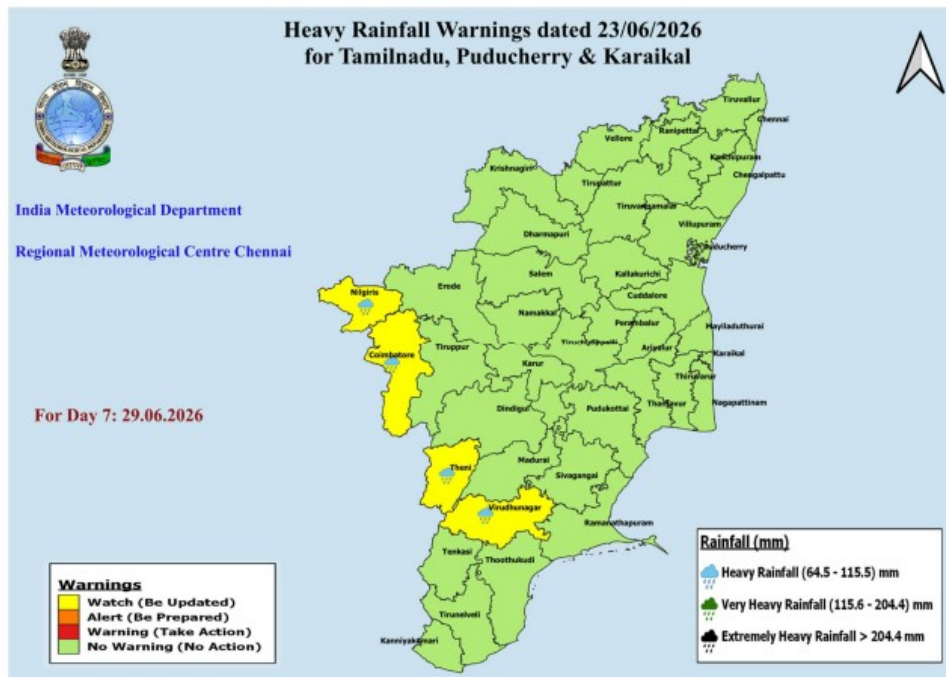 Heavy Rainfall Warnings dated 23/06/2026
for Tamilnadu, Puducherry & Karaikal
India Meteorological Department
Regional Meteorological Centre Chennai
For Day 7: 29.06.2026
Tiruvallur
Chennai
Ranipettai
Vellore
Kanchipuram
Chengalpattu
Krishnagiri
Tirupattur
Tiruvannamalai
Villupuram
Dharmapuri
Puducherry
Salem
Kallakurichi
Erode
Nilgiris
Cuddalore
Namakkal
Perambalur
Mayiladuthurai
Tiruppur
Tiruchirappalli
Ariyalur
Coimbatore
Karur
Karaikal
Thiruvarur
Dindigul
Pudukottai
Thanjavur
Nagapattinam
Madurai
Theni
Sivagangai
Virudhunagar
Ramanathapuram
Tenkasi
Thoothukudi
Tirunelveli
Kanniyakumari
Warnings
Watch (Be Updated)
Alert (Be Prepared)
Warning (Take Action)
No Warning (No Action)
Rainfall (mm)
Heavy Rainfall (64.5 - 115.5) mm
Very Heavy Rainfall (115.6 - 204.4) mm
Extremely Heavy Rainfall > 204.4 mm